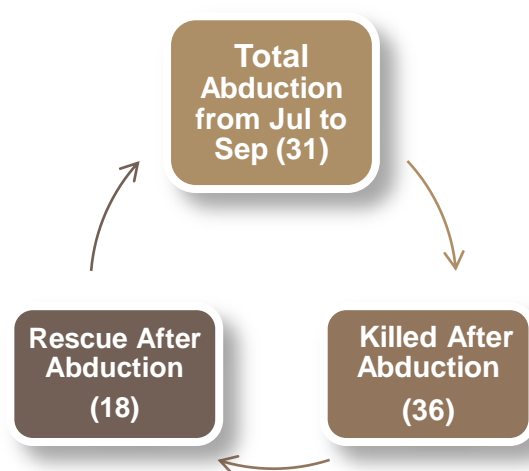 Total
Abduction
from Jul to
Sep (31)
Rescue After
Abduction
(18)
Killed After
Abduction
(36)